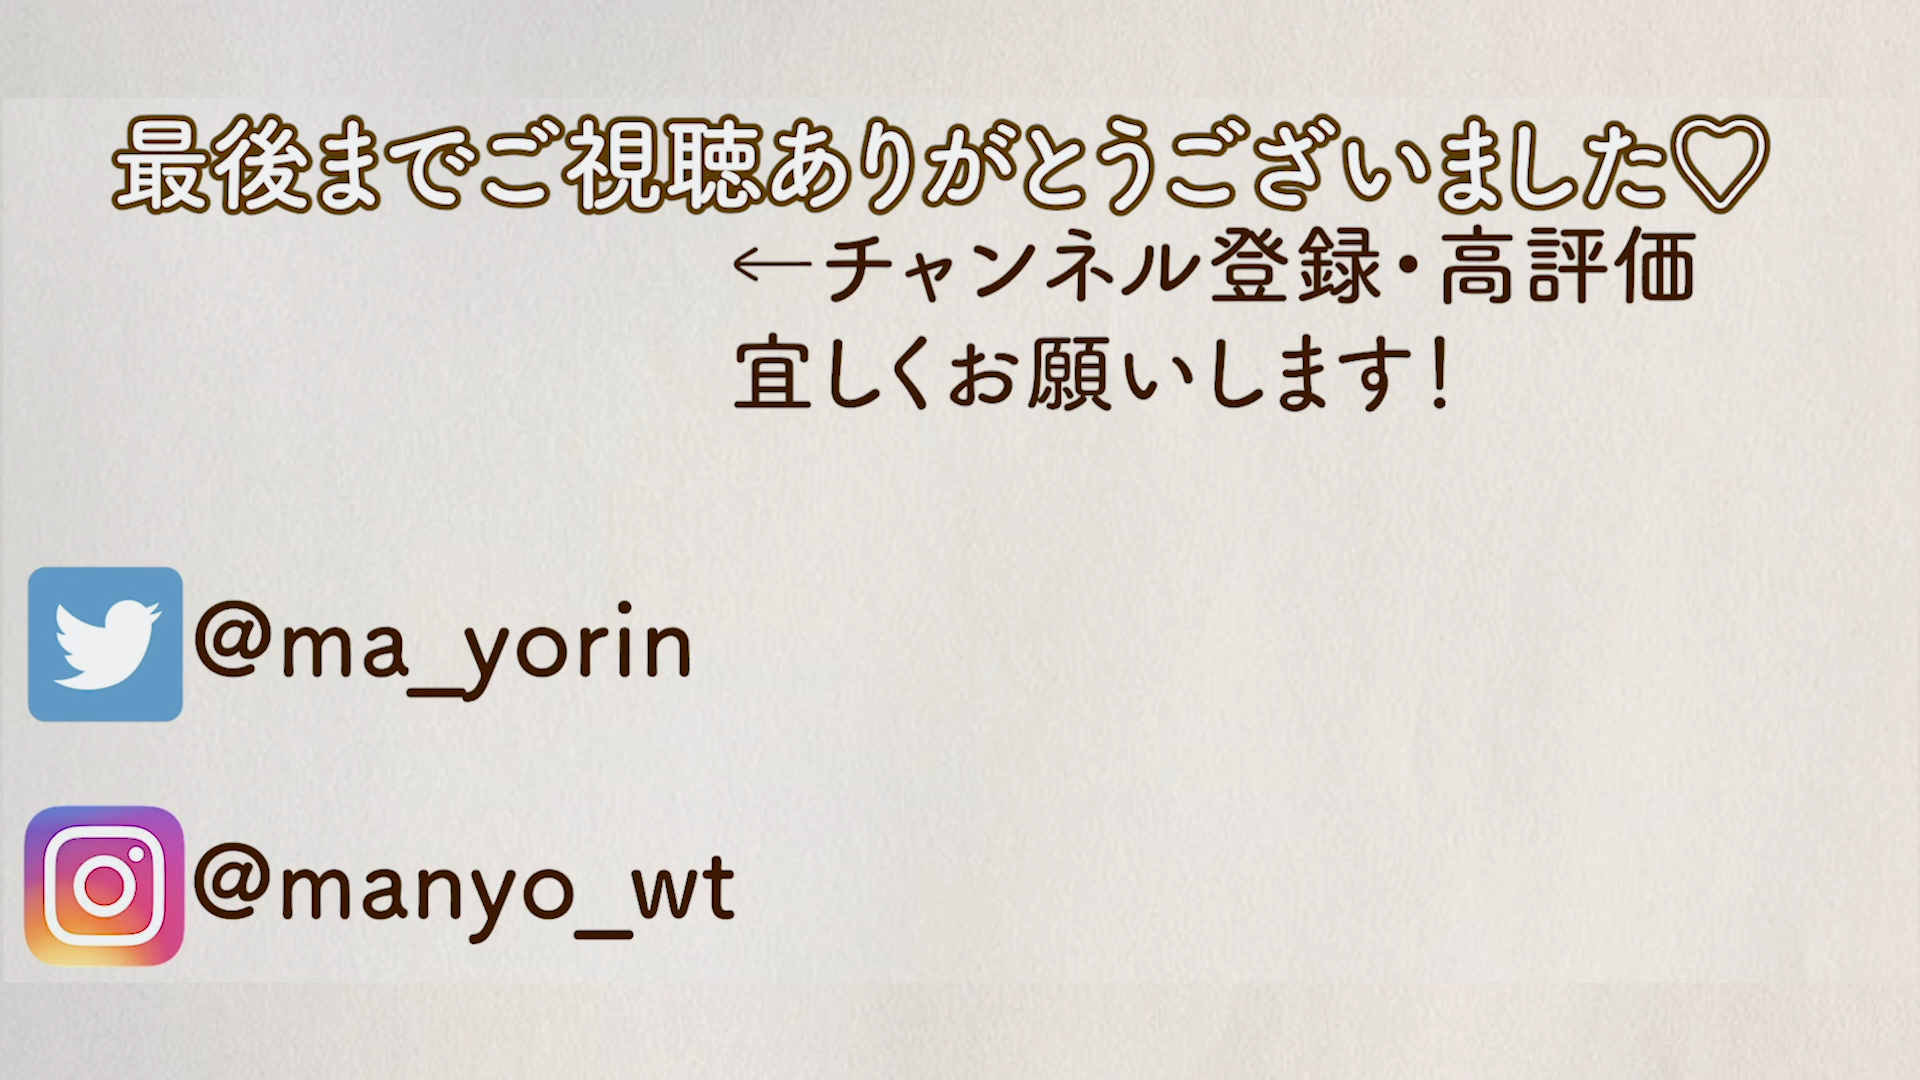 最後までご視聴ありがとうございました♡
←チャンネル登録・高評価
宜しくお願いします！
@ma_yorin
@manyo_wt